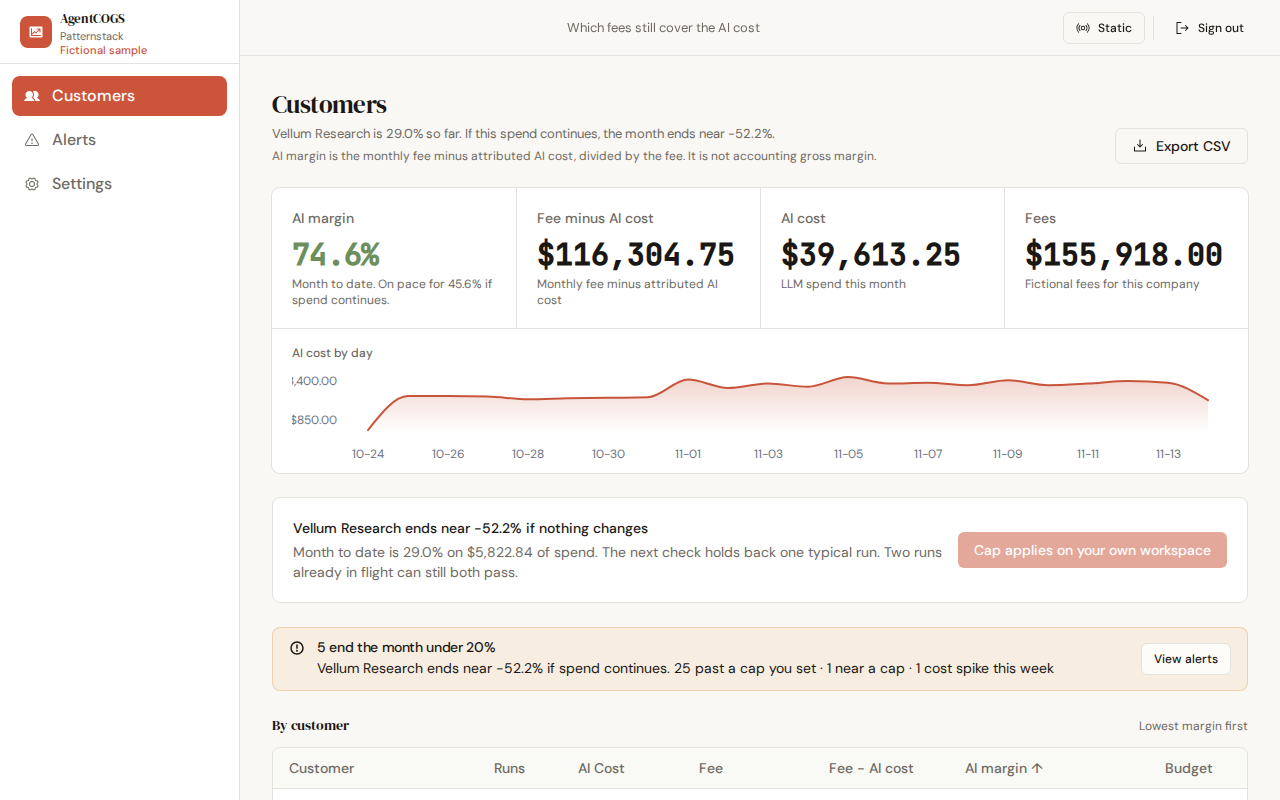 AgentCOGS
Patternstack
Fictional sample
Which fees still cover the AI cost
Static
Sign out
Customers
Alerts
Settings
Customers
Vellum Research is 29.0% so far. If this spend continues, the month ends near −52.2%.
AI margin is the monthly fee minus attributed AI cost, divided by the fee. It is not accounting gross margin.
Export CSV
AI margin
74.6%
Month to date. On pace for 45.6% if
spend continues.
Fee minus AI cost
$116,304.75
Monthly fee minus attributed AI
cost
AI cost
$39,613.25
LLM spend this month
Fees
$155,918.00
Fictional fees for this company
AI cost by day
,400.00
$850.00
10-24 10-26 10-28 10-30 11-01 11-03 11-05 11-07 11-09 11-11 11-13
Vellum Research ends near −52.2% if nothing changes
Month to date is 29.0% on $5,822.84 of spend. The next check holds back one typical run. Two runs
already in flight can still both pass.
Cap applies on your own workspace
5 end the month under 20%
Vellum Research ends near −52.2% if spend continues. 25 past a cap you set · 1 near a cap · 1 cost spike this week
View alerts
By customer
Lowest margin first
Customer Runs AI Cost Fee Fee − AI cost AI margin ↑ Budget